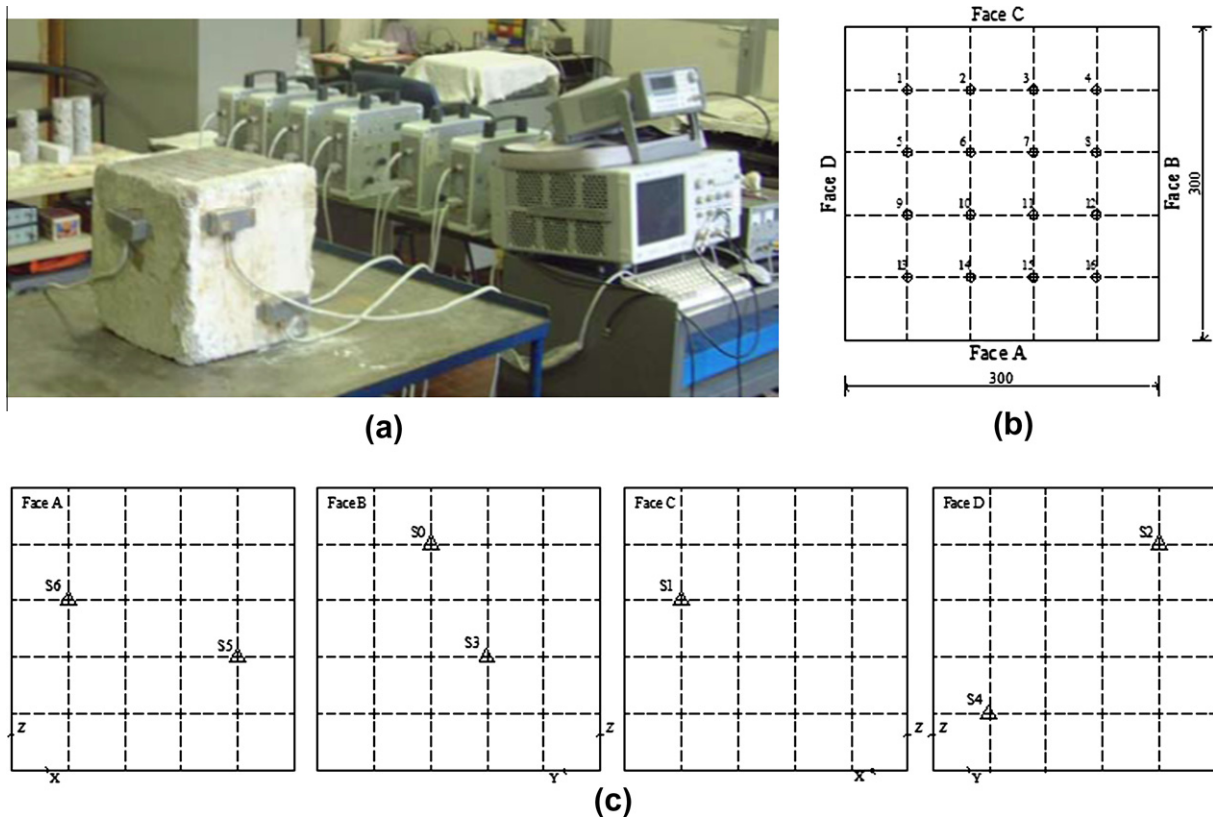 Face C
1 2 3 4
5 6 7 8
Face D
Face B
300
9 10 11 12
13 14 15 16
Face A
300
(a)
(b)
Face A
S6
S5
Z
X
Face B
S0
S3
Z
Y
Face C
S1
Z
X
Face D
S2
S4
Z
Y
(c)